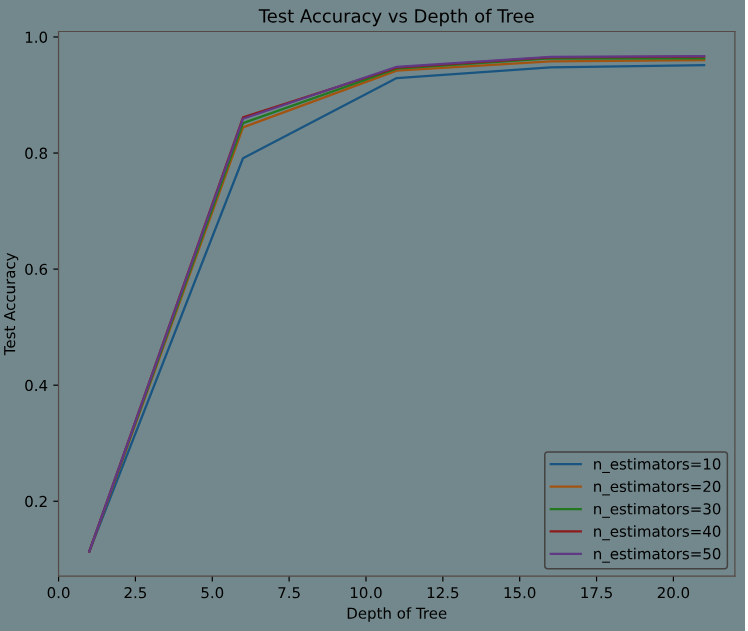 Test Accuracy vs Depth of Tree
1.0
0.8
0.6
0.4
0.2
Test Accuracy
0.0 2.5 5.0 7.5 10.0 12.5 15.0 17.5 20.0
Depth of Tree
n_estimators=10
n_estimators=20
n_estimators=30
n_estimators=40
n_estimators=50